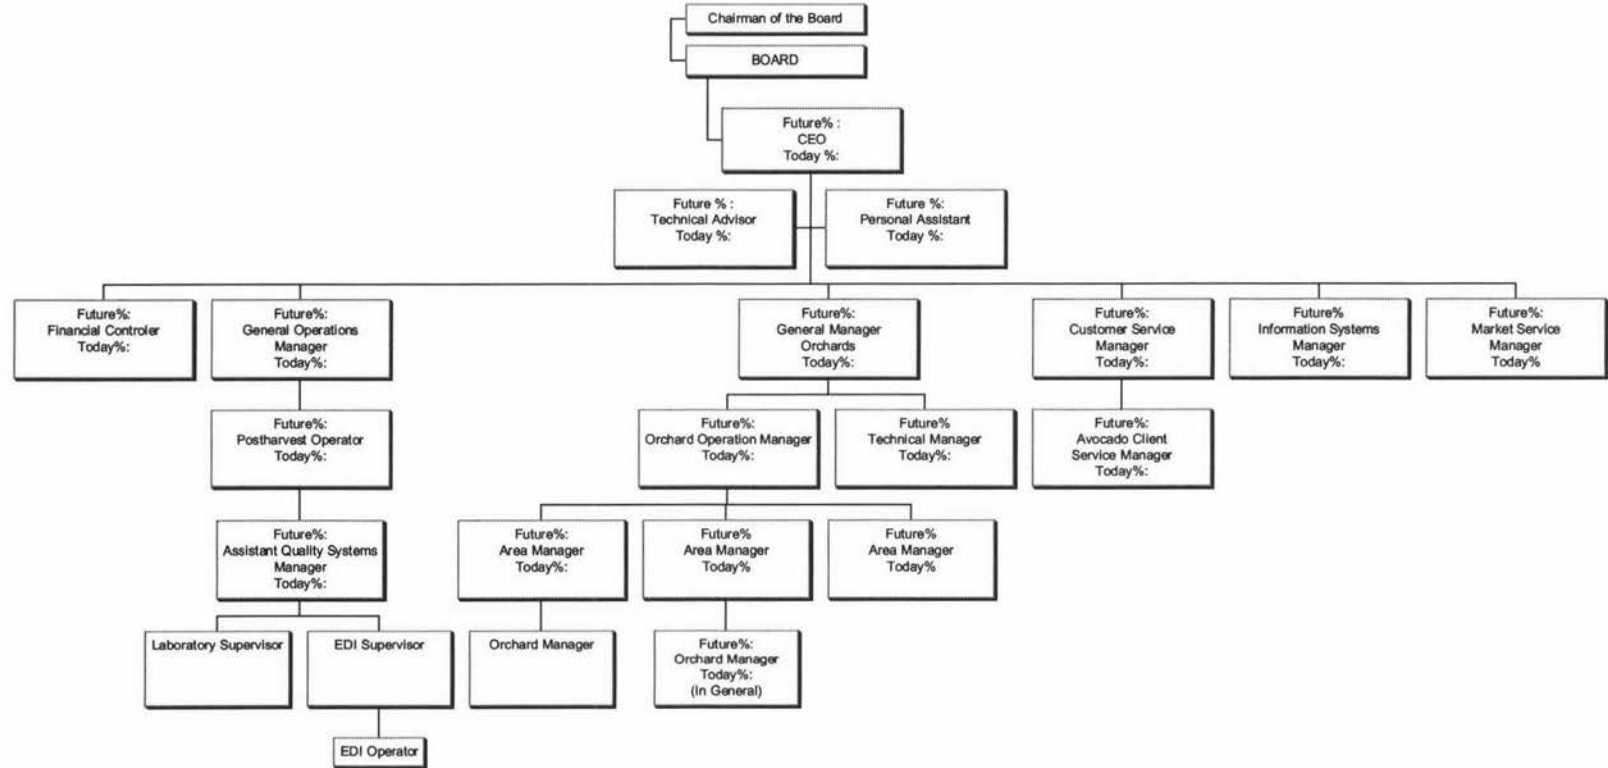 Chairman of the Board
BOARD
Future% :
CEO
Today %:
Future % :
Technical Advisor
Today %:
Future %:
Personal Assistant
Today %:
Future%:
Financial Controler
Today%:
Future%:
General Operations
Manager
Today%:
Future%:
General Manager
Orchards
Today%:
Future%:
Customer Service
Manager
Today%:
Future%
Information Systems
Manager
Today%:
Future%:
Market Service
Manager
Today%
Future%:
Postharvest Operator
Today%:
Future%:
Orchard Operation Manager
Today%:
Future%
Technical Manager
Today%:
Future%:
Avocado Client
Service Manager
Today%:
Future%:
Assistant Quality Systems
Manager
Today%:
Future%:
Area Manager
Today%:
Future%
Area Manager
Today%
Future%
Area Manager
Today%
Laboratory Supervisor
EDI Supervisor
Orchard Manager
Future%:
Orchard Manager
Today%:
(In General)
EDI Operator